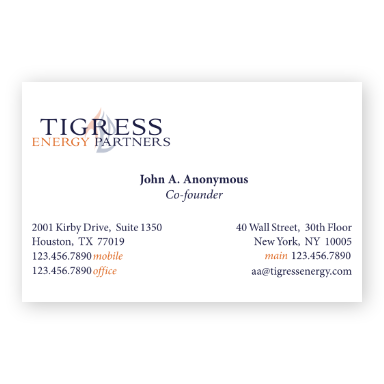 TIGRESS
ENERGY PARTNERS
John A. Anonymous
Co-founder
2001 Kirby Drive, Suite 1350
Houston, TX 77019
123.456.7890 mobile
123.456.7890 office
40 Wall Street, 30th Floor
New York, NY 10005
main 123.456.7890
aa@tigressenergy.com